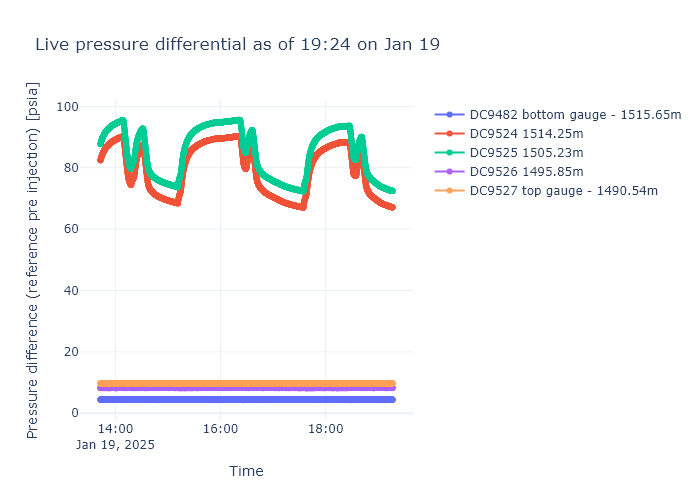 Live pressure differential as of 19:24 on Jan 19
Pressure difference (reference pre injection) [psia]
100
80
60
40
20
0
14:00
Jan 19, 2025
16:00
18:00
Time
DC9482 bottom gauge - 1515.65m
DC9524 1514.25m
DC9525 1505.23m
DC9526 1495.85m
DC9527 top gauge - 1490.54m